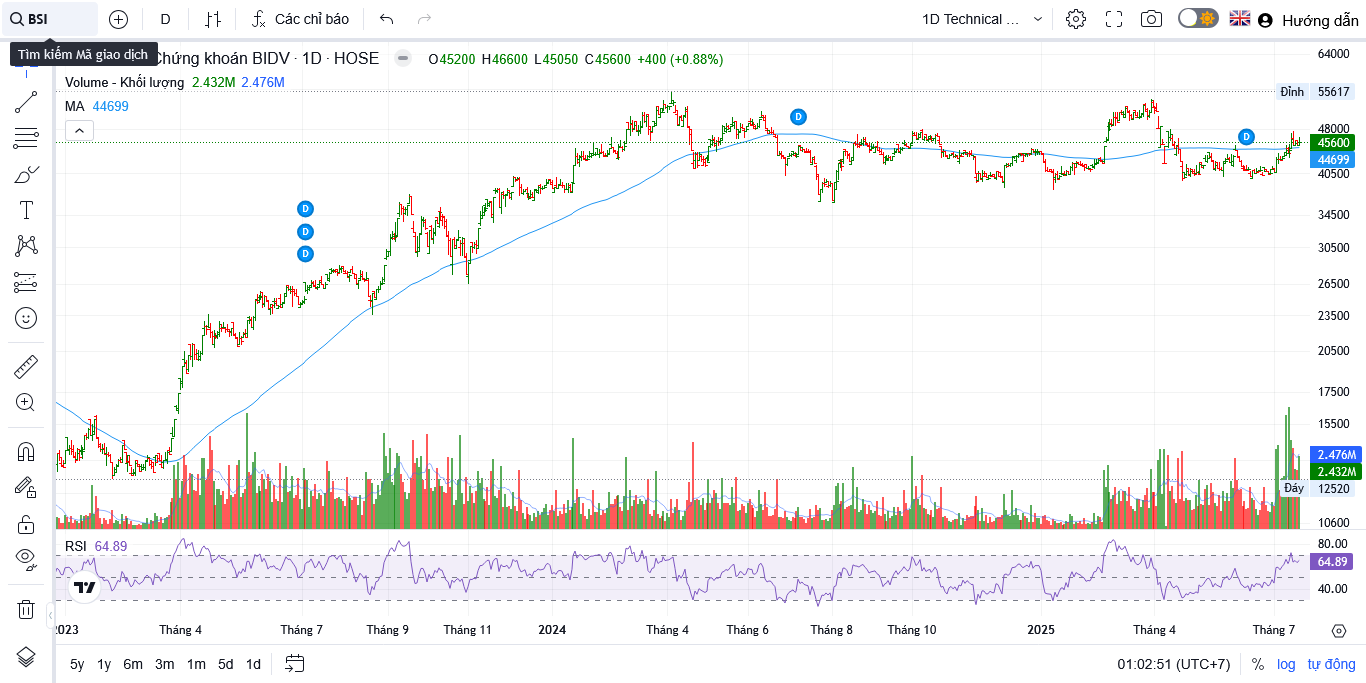 BSI
D
Các chỉ báo
1D Technical ...
Hướng dẫn
Tìm kiếm Mã giao dịch
Chứng khoán BIDV · 1D · HOSE
O45200 H46600 L45050 C45600 +400 (+0.88%)
Volume - Khối lượng 2.432M 2.476M
MA 44699
D
D
D
D
D
64000
Đỉnh 55617
48000
45600
44699
40500
34500
30500
26500
23500
20500
17500
15500
2.476M
2.432M
Đáy 12520
10600
RSI 64.89
80.00
64.89
40.00
2023 Tháng 4 Tháng 7 Tháng 9 Tháng 11 2024 Tháng 4 Tháng 6 Tháng 8 Tháng 10 2025 Tháng 4 Tháng 7
5y 1y 6m 3m 1m 5d 1d
01:02:51 (UTC+7) % log tự động